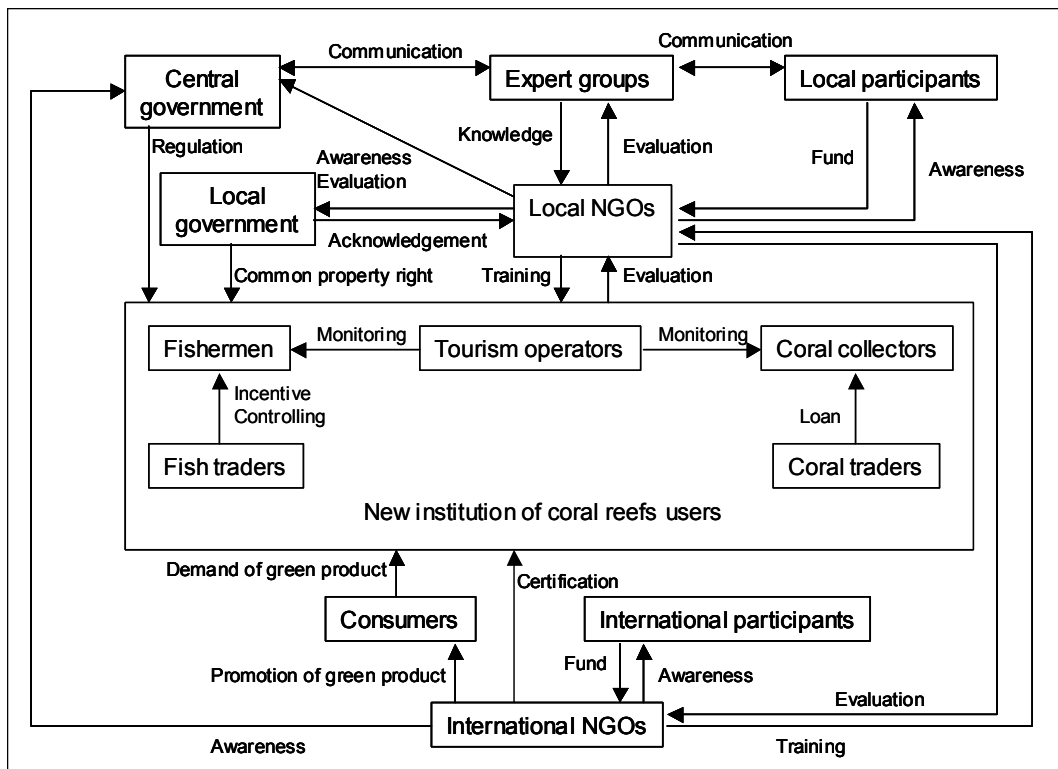 Communication
Communication
Central
government
Expert groups
Local participants
Regulation
Knowledge
Evaluation
Fund
Awareness
Awareness
Evaluation
Local
government
Local NGOs
Acknowledgement
Common property right
Training
Evaluation
Fishermen
Monitoring
Tourism operators
Monitoring
Coral collectors
Incentive
Controlling
Loan
Fish traders
Coral traders
New institution of coral reefs users
Demand of green product
Certification
Consumers
International participants
Promotion of green product
Fund
Awareness
Evaluation
International NGOs
Awareness
Training